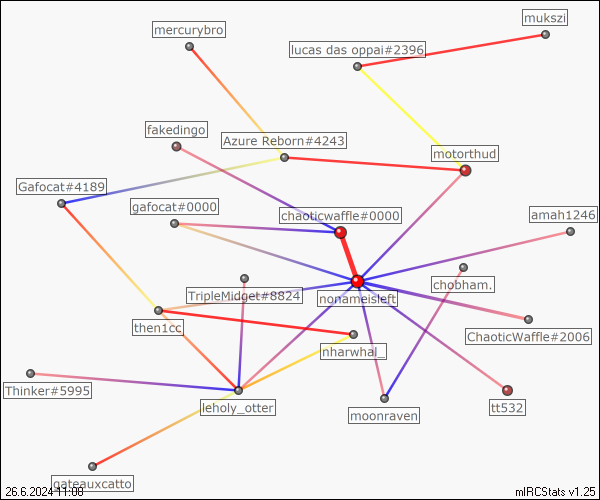 mukszi
mercurybro
lucas das oppai#2396
fakedingo
Azure Reborn#4243
motorthud
Gafocat#4189
gafocat#0000
chaoticwaffle#0000
amah1246
chobham.
TripleMidget#8824
nonameisleft
then1cc
ChaoticWaffle#2006
nharwhal_
Thinker#5995
leholy_otter
moonraven
tt532
gateauxcatto
26.6.2024 11:08
mIRCStats v1.25